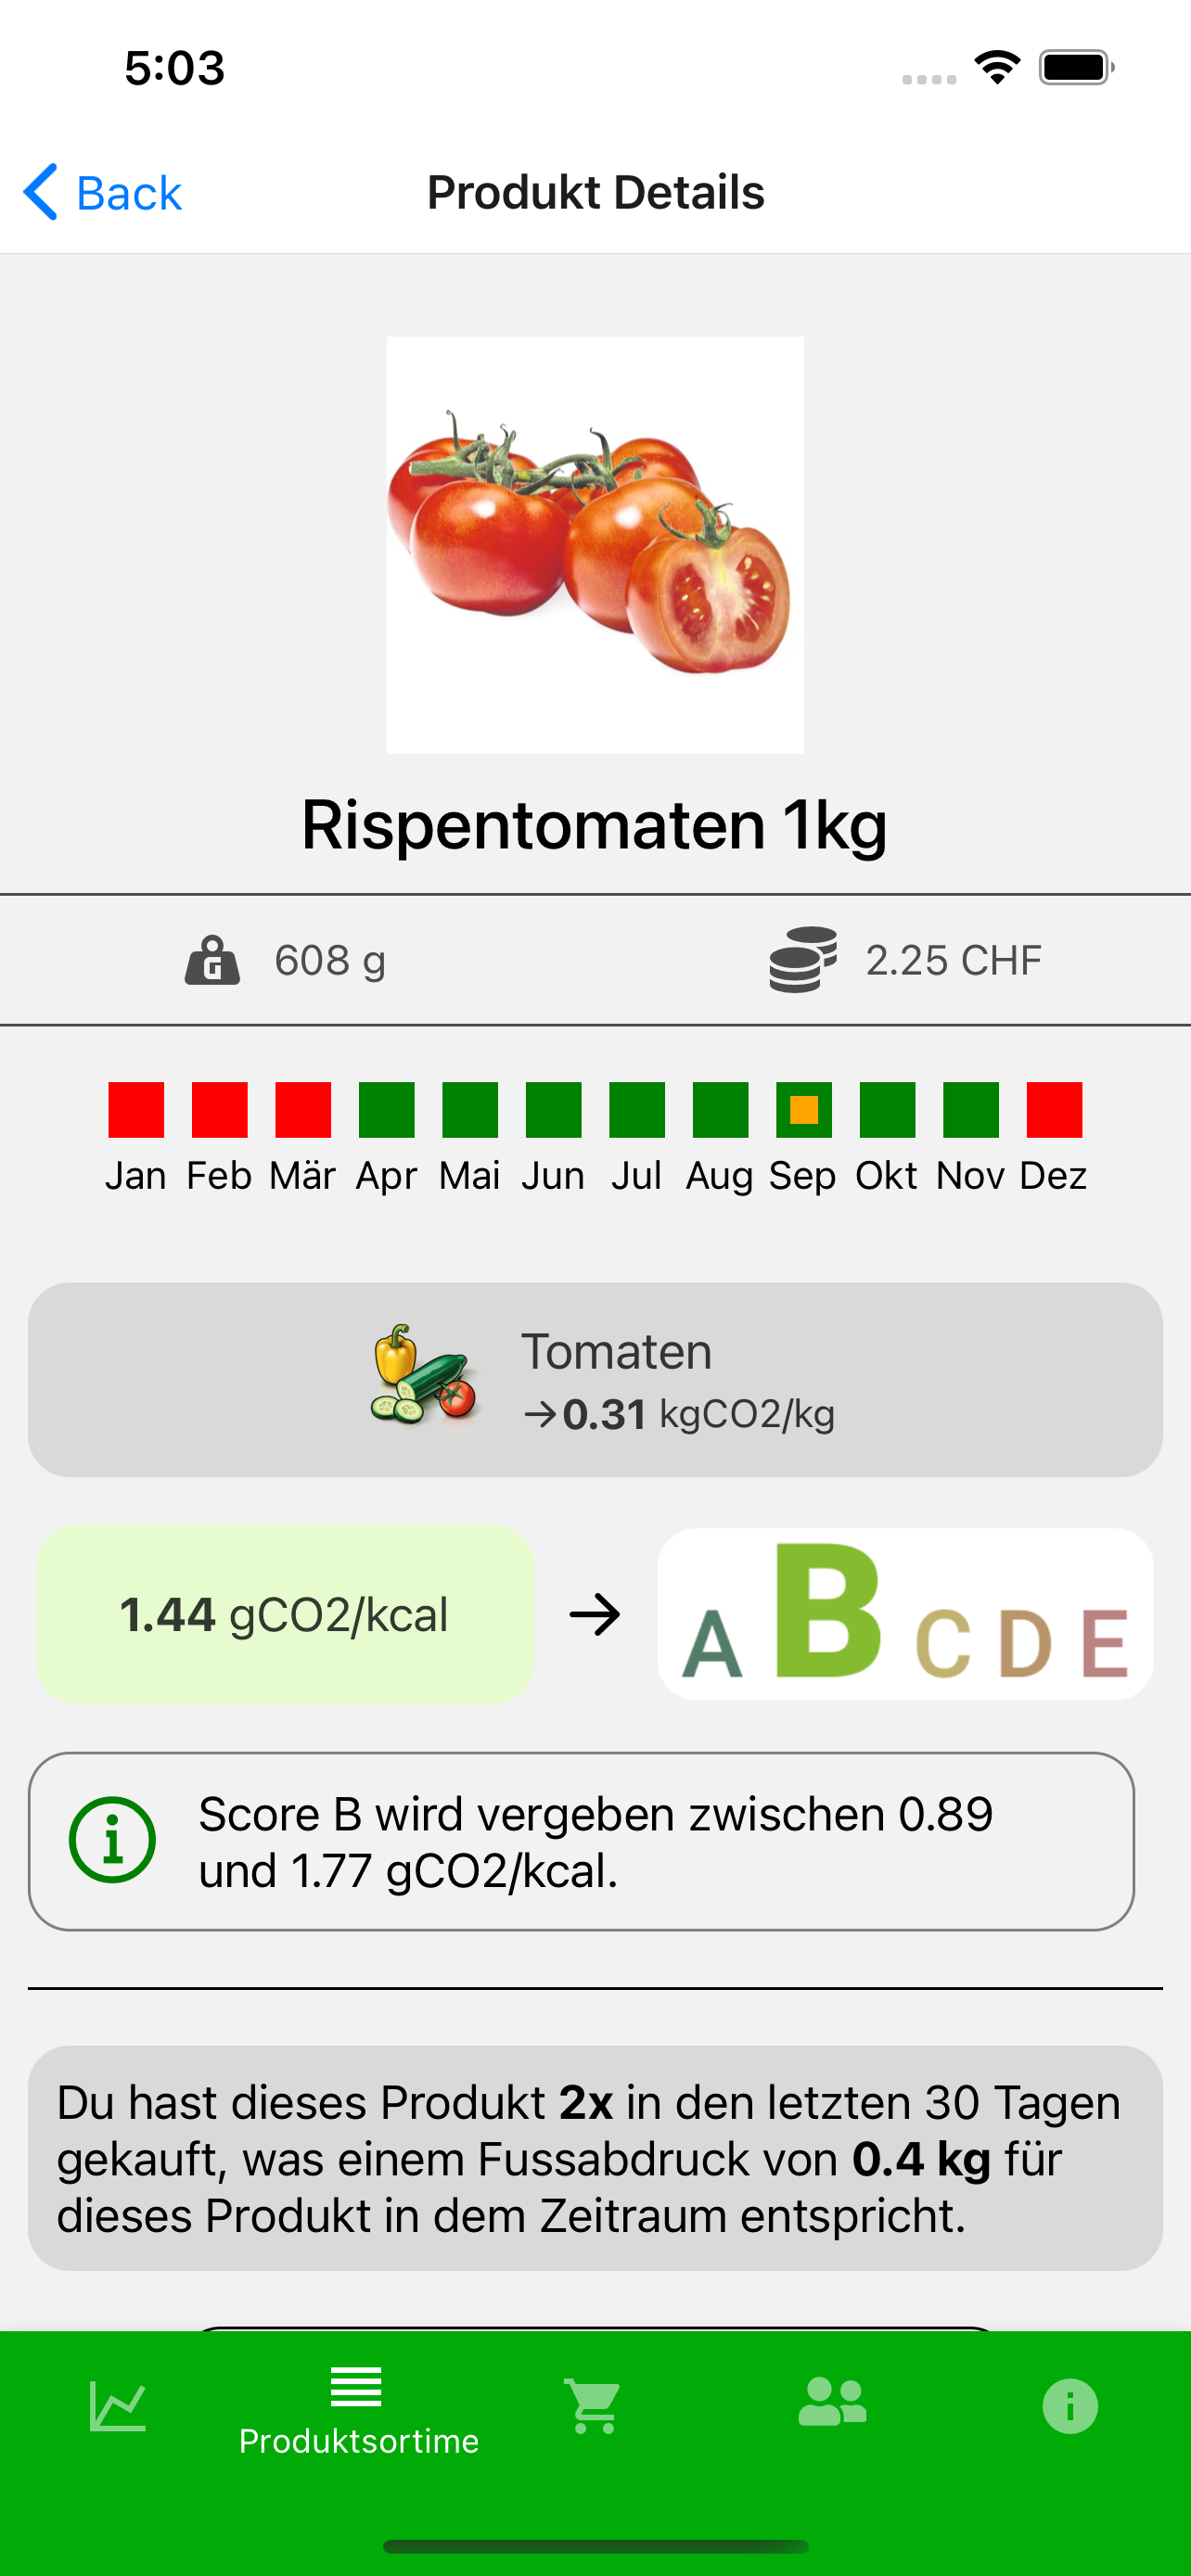 5:03
Back
Produkt Details
Rispentomaten 1kg
G
608 g
2.25 CHF
Jan Feb Mär Apr Mai Jun Jul Aug Sep Okt Nov Dez
Tomaten
→0.31 kgCO2/kg
1.44 gCO2/kcal
→
A B C D E
Score B wird vergeben zwischen 0.89
und 1.77 gCO2/kcal.
Du hast dieses Produkt 2x in den letzten 30 Tagen
gekauft, was einem Fussabdruck von 0.4 kg für
dieses Produkt in dem Zeitraum entspricht.
Produktsortime